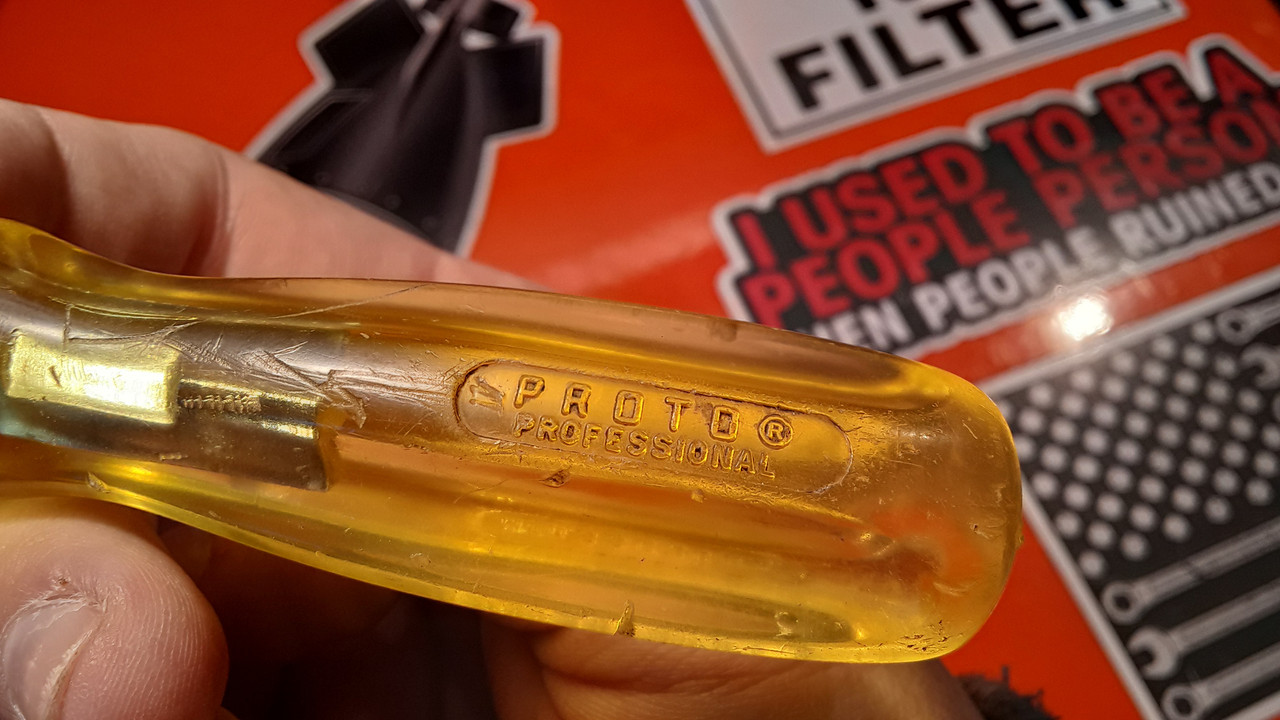 FILTER
I USED TO BE A
PEOPLE PERSON
PEOPLE RUINED
PROTO®
PROFESSIONAL